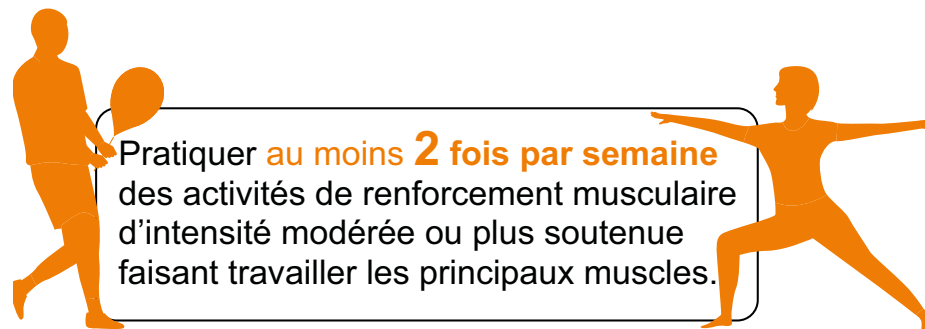 Pratiquer au moins 2 fois par semaine
des activités de renforcement musculaire
d’intensité modérée ou plus soutenue
faisant travailler les principaux muscles.